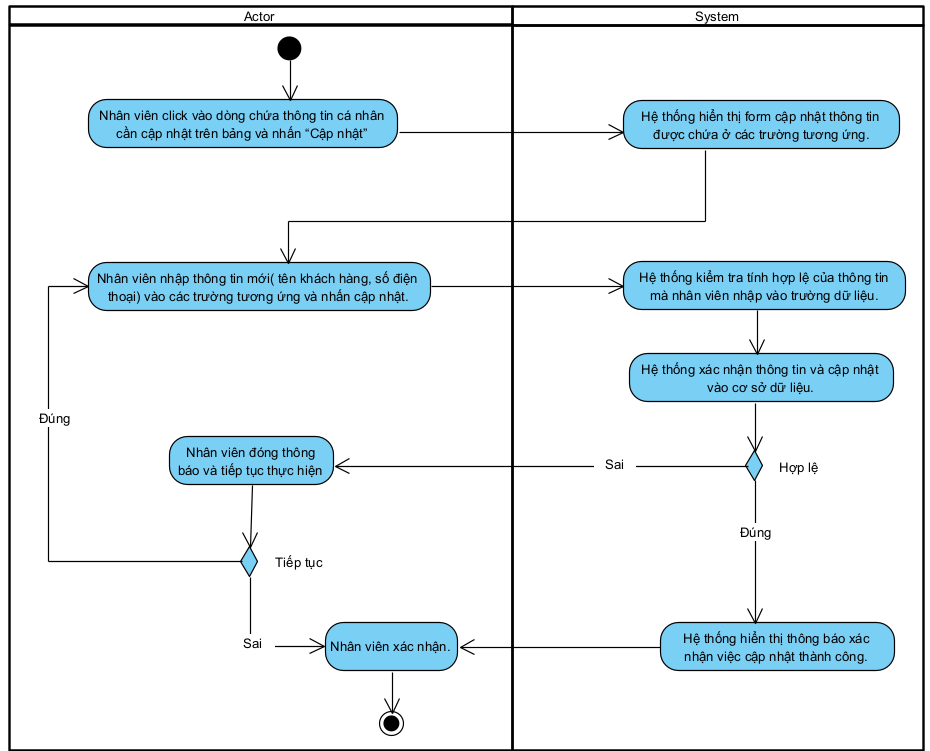 Actor
System
Nhân viên click vào dòng chứa thông tin cá nhân
cần cập nhật trên bảng và nhấn “Cập nhật”
Hệ thống hiển thị form cập nhật thông tin
được chứa ở các trường tương ứng.
Nhân viên nhập thông tin mới( tên khách hàng, số điện
thoại) vào các trường tương ứng và nhấn cập nhật.
Hệ thống kiểm tra tính hợp lệ của thông tin
mà nhân viên nhập vào trường dữ liệu.
Hệ thống xác nhận thông tin và cập nhật
vào cơ sở dữ liệu.
Đúng
Nhân viên đóng thông
báo và tiếp tục thực hiện
Sai
Hợp lệ
Đúng
Tiếp tục
Sai
Nhân viên xác nhận.
Hệ thống hiển thị thông báo xác
nhận việc cập nhật thành công.